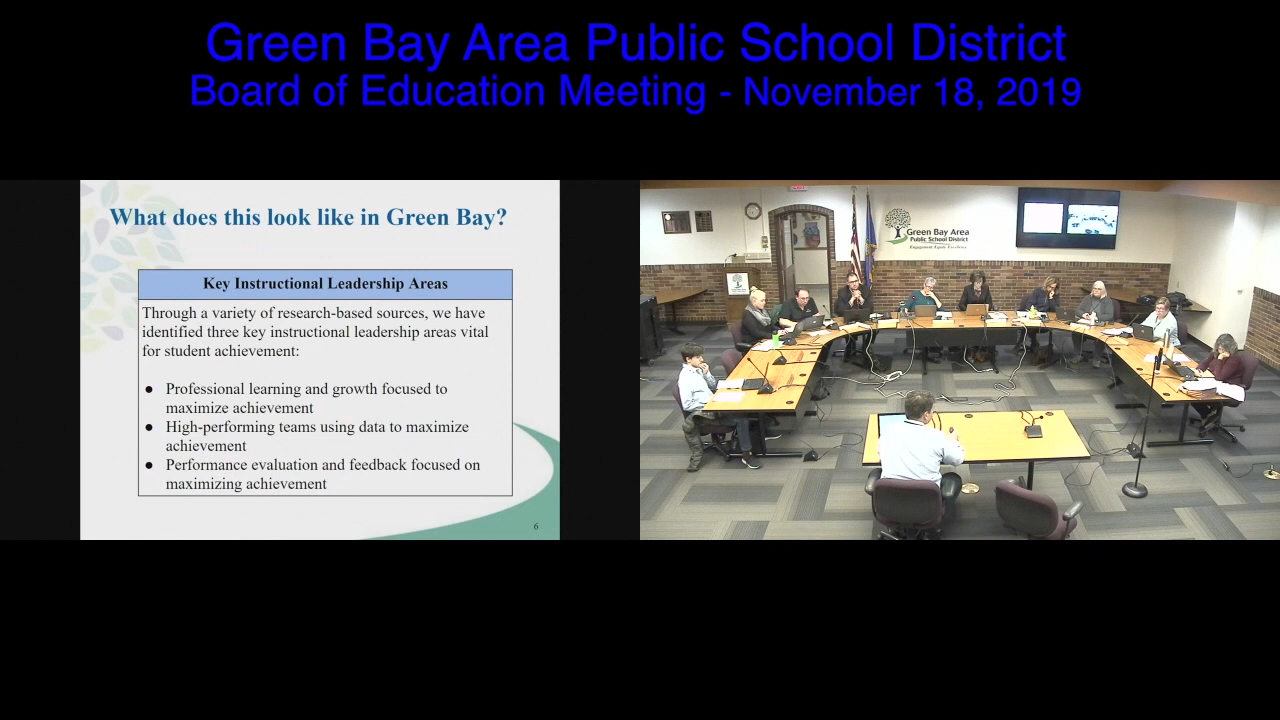 Green Bay Area Public School District
Board of Education Meeting - November 18, 2019
What does this look like in Green Bay?
Key Instructional Leadership Areas
Through a variety of research-based sources, we have
identified three key instructional leadership areas vital
for student achievement:
● Professional learning and growth focused to
maximize achievement
● High-performing teams using data to maximize
achievement
● Performance evaluation and feedback focused on
maximizing achievement
6
Green Bay Area
Public School District